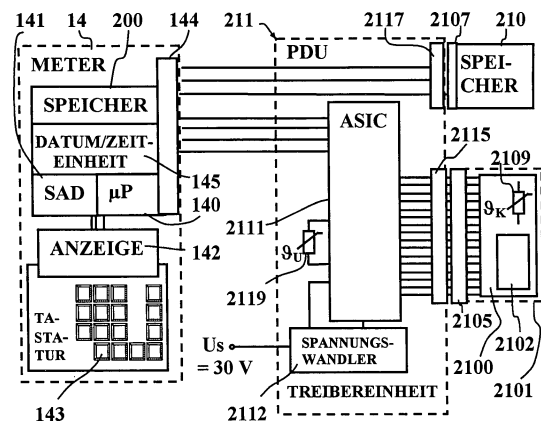 141
14
200
144
211
2117
2107
210
METER
PDU
SPEI-
CHER
SPEICHER
DATUM/ZEIT-
EINHEIT
ASIC
2115
2109
SAD
µP
145
140
2111
ϑK
ANZEIGE
142
ϑU
2119
TA-
STA-
TUR
Us
= 30 V
SPANNUNGS-
WANDLER
2105
2100
2102
2101
143
2112
TREIBEREINHEIT